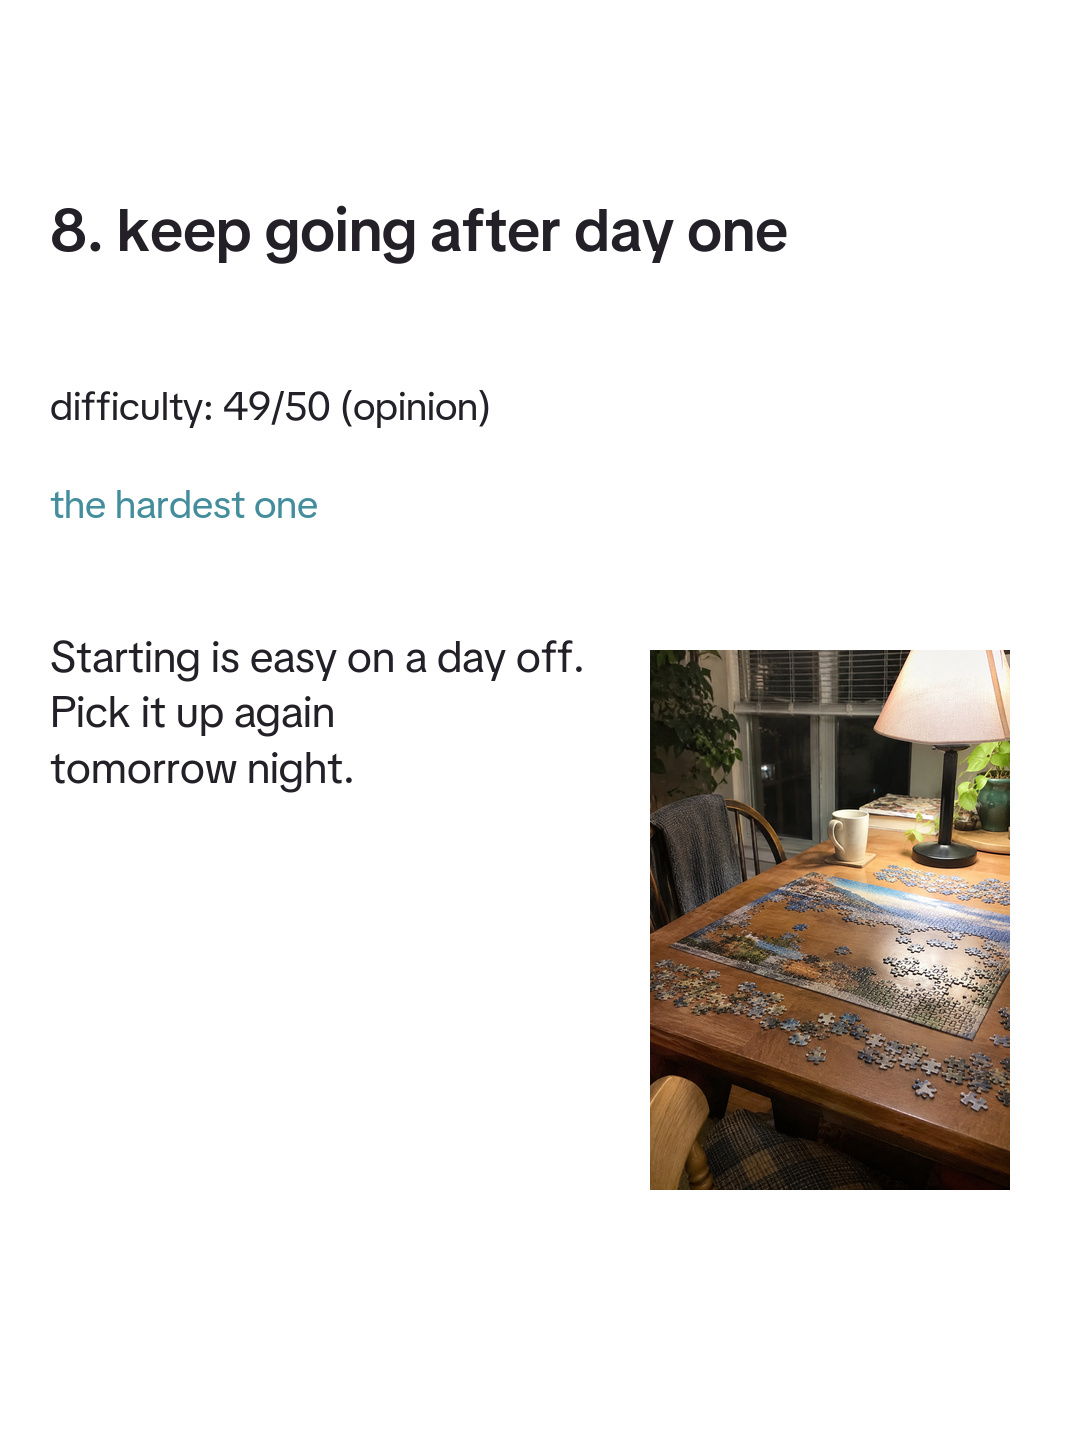 8. keep going after day one
difficulty: 49/50 (opinion)
the hardest one
Starting is easy on a day off.
Pick it up again
tomorrow night.